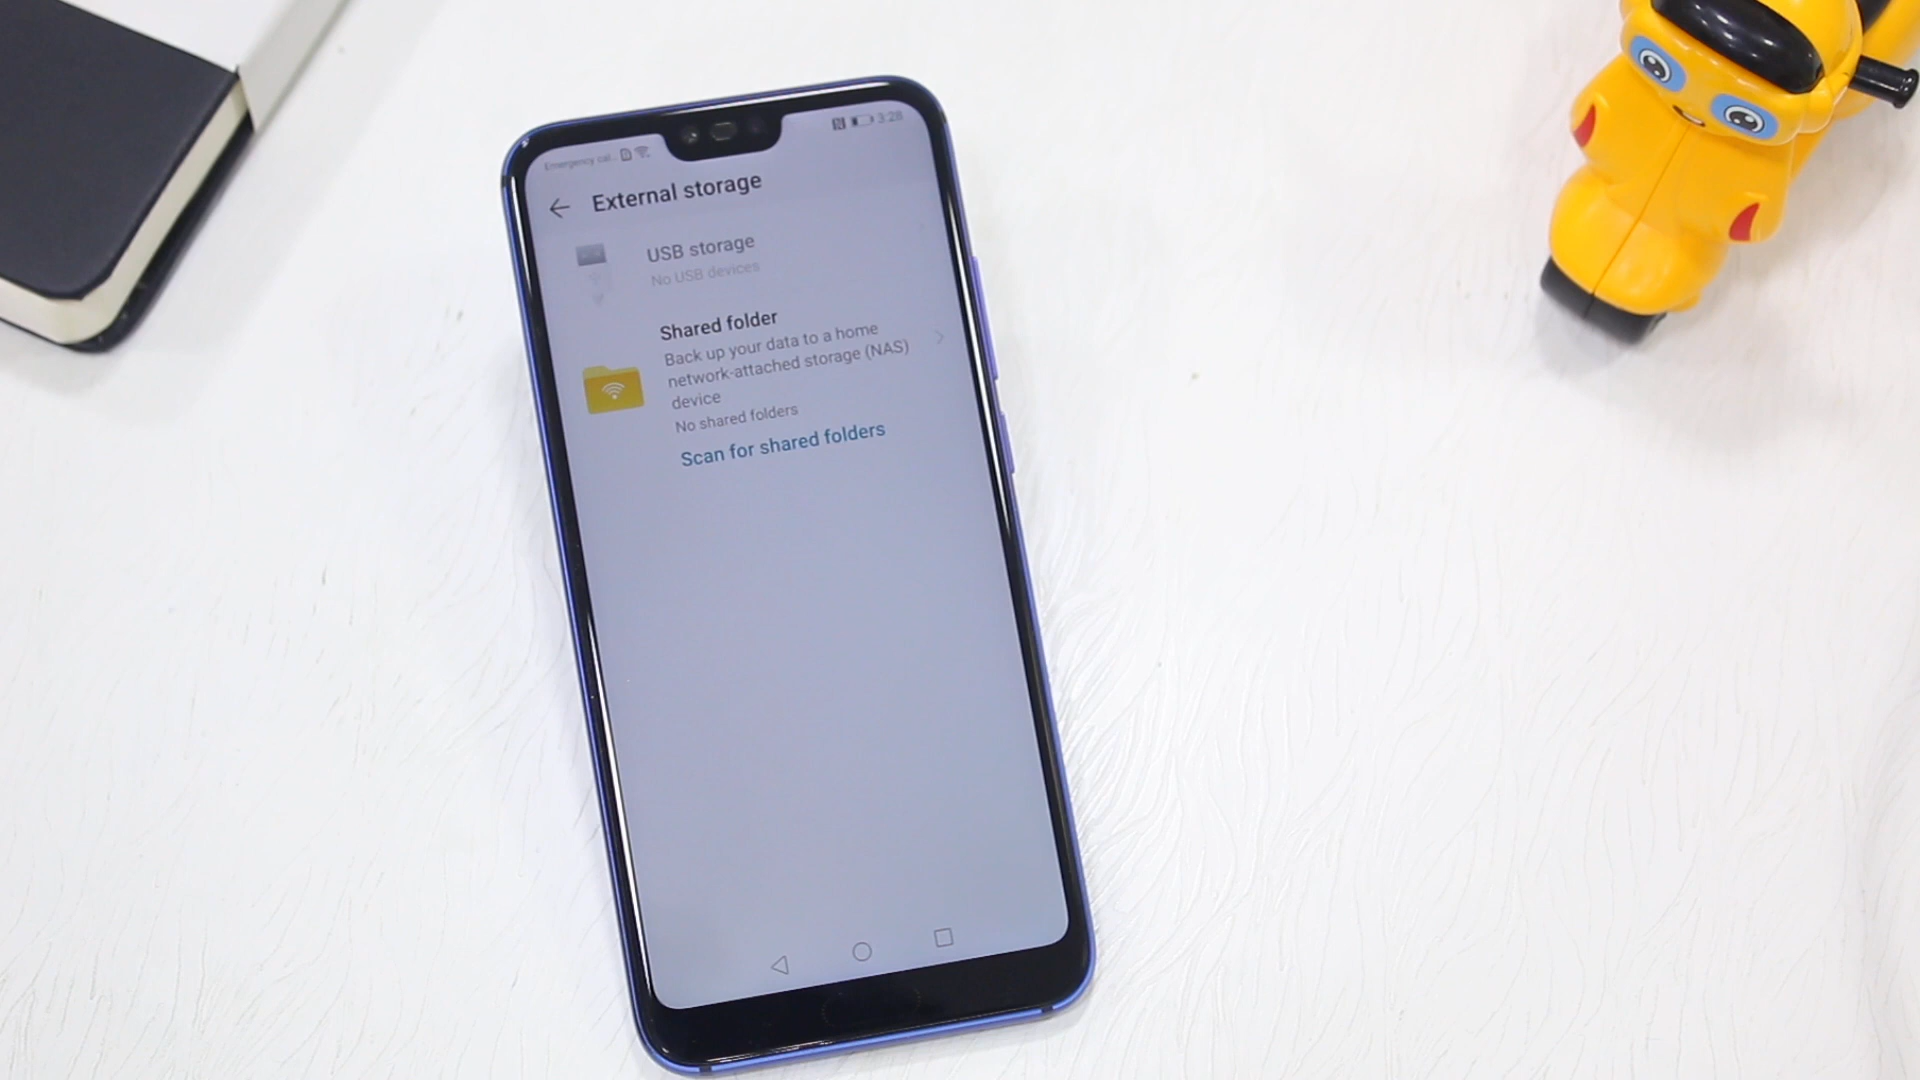 Emergency cal... 3:28
External storage
USB storage
No USB devices
Shared folder
Back up your data to a home
network-attached storage (NAS)
device
No shared folders
Scan for shared folders